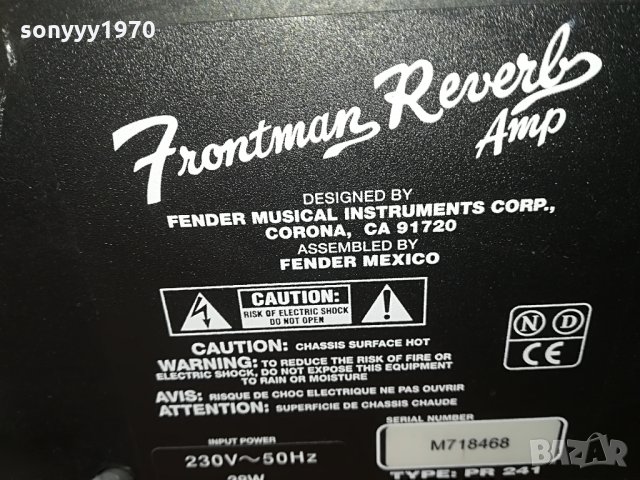 sonyyy1970
Frontman Reverb
Amp
DESIGNED BY
FENDER MUSICAL INSTRUMENTS CORP.,
CORONA, CA 91720
ASSEMBLED BY
FENDER MEXICO
CAUTION:
RISK OF ELECTRIC SHOCK
DO NOT OPEN
N D
CE
CAUTION: CHASSIS SURFACE HOT
WARNING: TO REDUCE THE RISK OF FIRE OR
ELECTRIC SHOCK, DO NOT EXPOSE THIS EQUIPMENT
TO RAIN OR MOISTURE
AVIS: RISQUE DE CHOC ELECTRIQUE NE PAS OUVRIR
ATTENTION: SUPERFICIE DE CHASSIS CHAUDE
INPUT POWER
230V~50Hz
SERIAL NUMBER
M718468
TYPE: PR 241
BAZAR